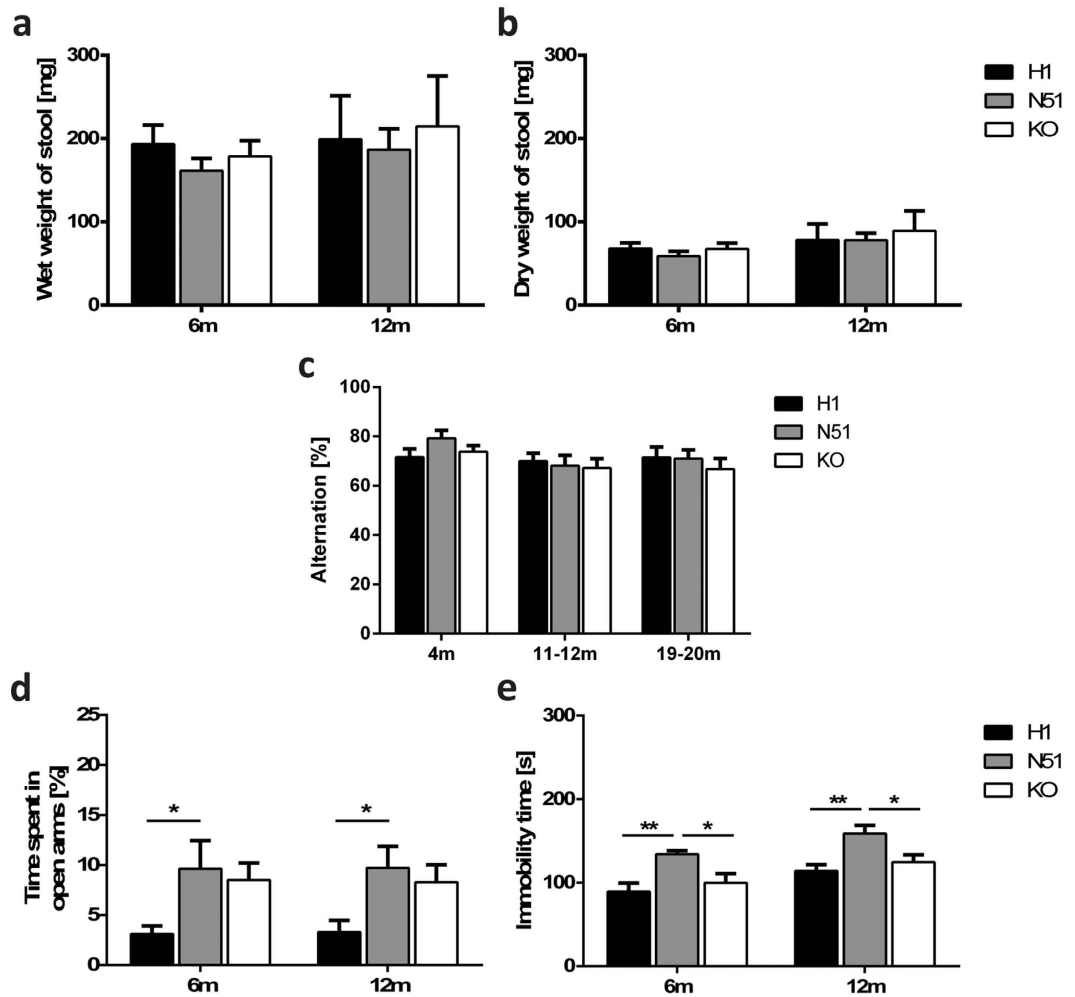 a
Wet weight of stool [mg]
300
200
100
0
6m
12m
b
Dry weight of stool [mg]
300
200
100
0
6m
12m
H1
N51
KO
c
Alternation [%]
100
80
60
40
20
0
4m
11-12m
19-20m
H1
N51
KO
d
Time spent in
open arms [%]
25
20
15
10
5
0
*
*
6m
12m
e
Immobility time [s]
300
200
100
0
**
*
**
*
6m
12m
H1
N51
KO